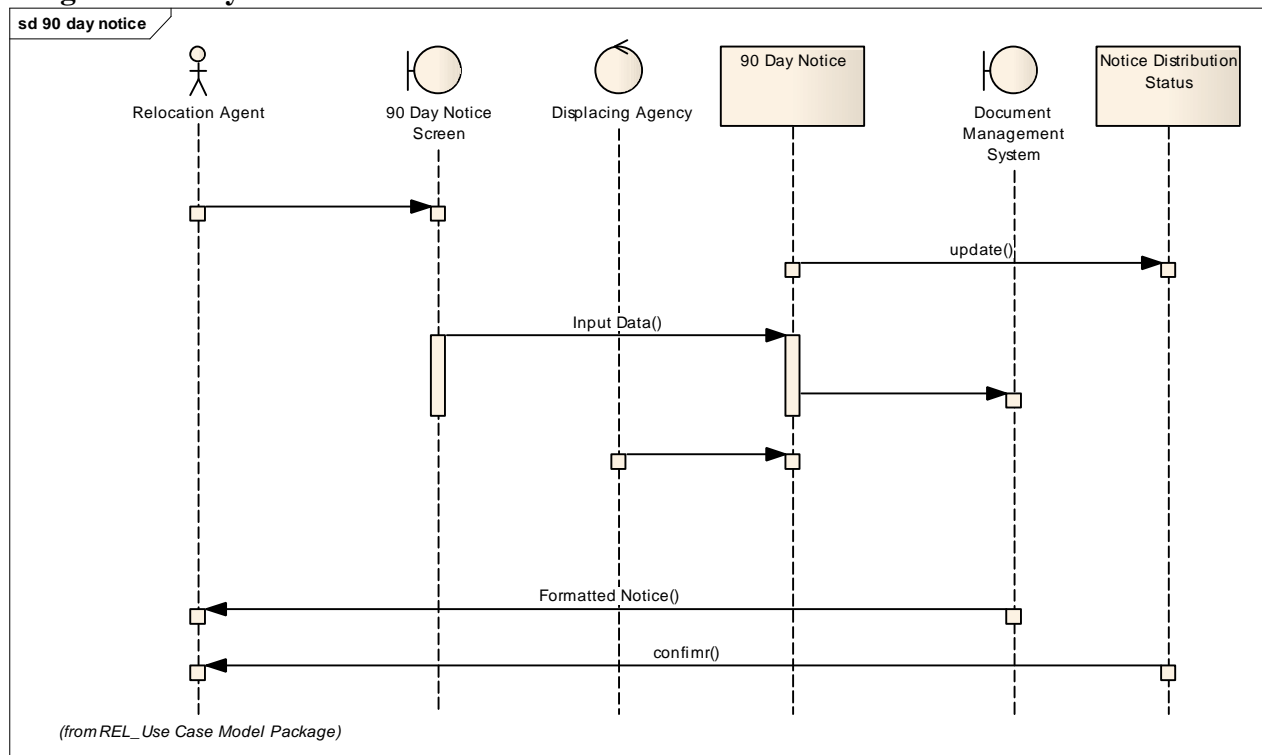 sd 90 day notice
Relocation Agent
90 Day Notice
Screen
Displacing Agency
90 Day Notice
Document
Management
System
Notice Distribution
Status
update()
Input Data()
Formatted Notice()
confimr()
(from REL_Use Case Model Package)